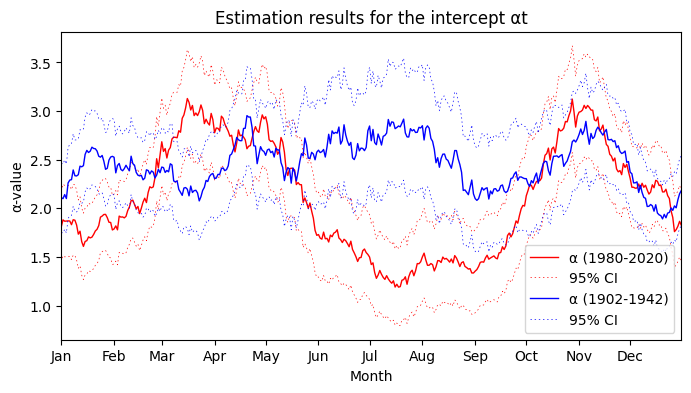 Estimation results for the intercept αt
α-value
3.5
3.0
2.5
2.0
1.5
1.0
Jan Feb Mar Apr May Jun Jul Aug Sep Oct Nov Dec
Month
α (1980-2020)
95% CI
α (1902-1942)
95% CI